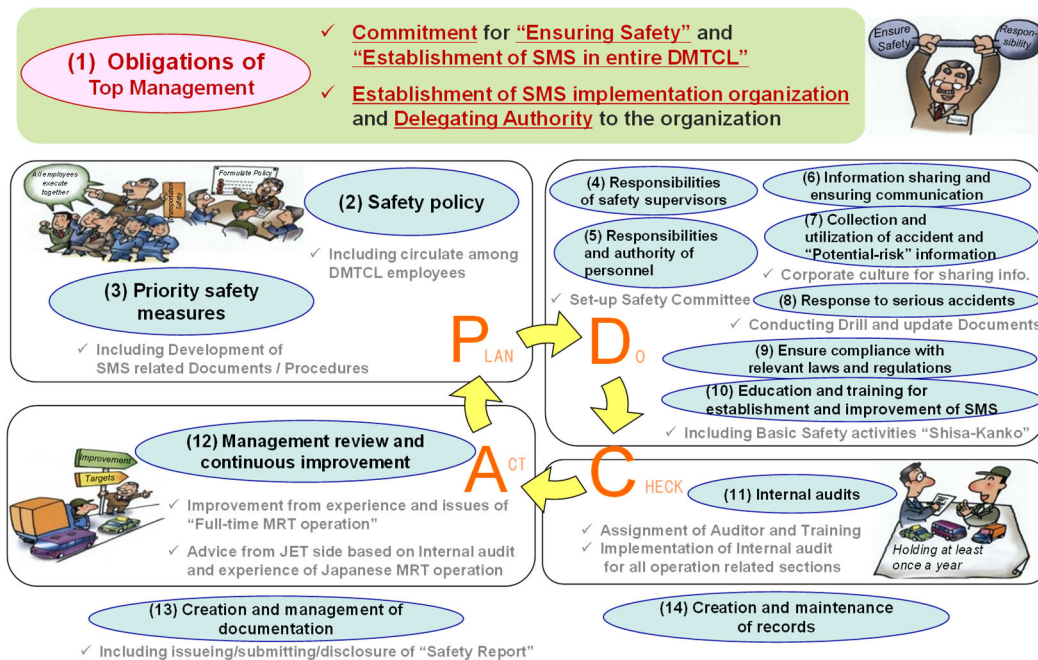 (1) Obligations of
Top Management
✓ Commitment for “Ensuring Safety” and
“Establishment of SMS in entire DMTCL”
✓ Establishment of SMS implementation organization
and Delegating Authority to the organization
Ensure
Safety
Respon-
sibility
President
All employees
execute
together
Transportation
Safety
Formulate Policy
(2) Safety policy
✓ Including circulate among
DMTCL employees
(3) Priority safety
measures
✓ Including Development of
SMS related Documents / Procedures
PLAN
(4) Responsibilities
of safety supervisors
(5) Responsibilities
and authority of
personnel
✓ Set-up Safety Committee
(6) Information sharing and
ensuring communication
(7) Collection and
utilization of accident and
“Potential-risk” information
✓ Corporate culture for sharing info.
(8) Response to serious accidents
✓ Conducting Drill and update Documents
DO
(9) Ensure compliance with
relevant laws and regulations
(10) Education and training for
establishment and improvement of SMS
✓ Including Basic Safety activities “Shisa-Kanko”
Improvement
Targets
(12) Management review and
continuous improvement
ACT
✓ Improvement from experience and issues of
“Full-time MRT operation”
✓ Advice from JET side based on Internal audit
and experience of Japanese MRT operation
CHECK
(11) Internal audits
✓ Assignment of Auditor and Training
✓ Implementation of Internal audit
for all operation related sections
Holding at least
once a year
(13) Creation and management of
documentation
✓ Including issueing/submitting/disclosure of “Safety Report”
(14) Creation and maintenance
of records